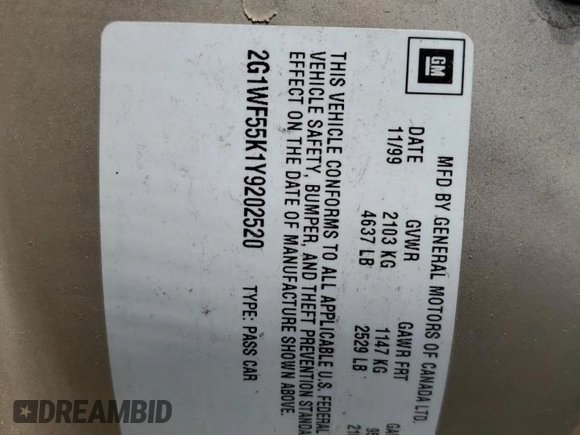 GM
MFD BY GENERAL MOTORS OF CANADA LTD.
DATE GVWR GAWR FRT
11/99 2103 KG 1147 KG
4637 LB 2529 LB
THIS VEHICLE CONFORMS TO ALL APPLICABLE U.S. FEDERAL
VEHICLE SAFETY, BUMPER, AND THEFT PREVENTION
EFFECT ON THE DATE OF MANUFACTURE SHOWN ABOVE.
2G1WF55K1Y9202520 TYPE: PASS CAR
DREAMBID